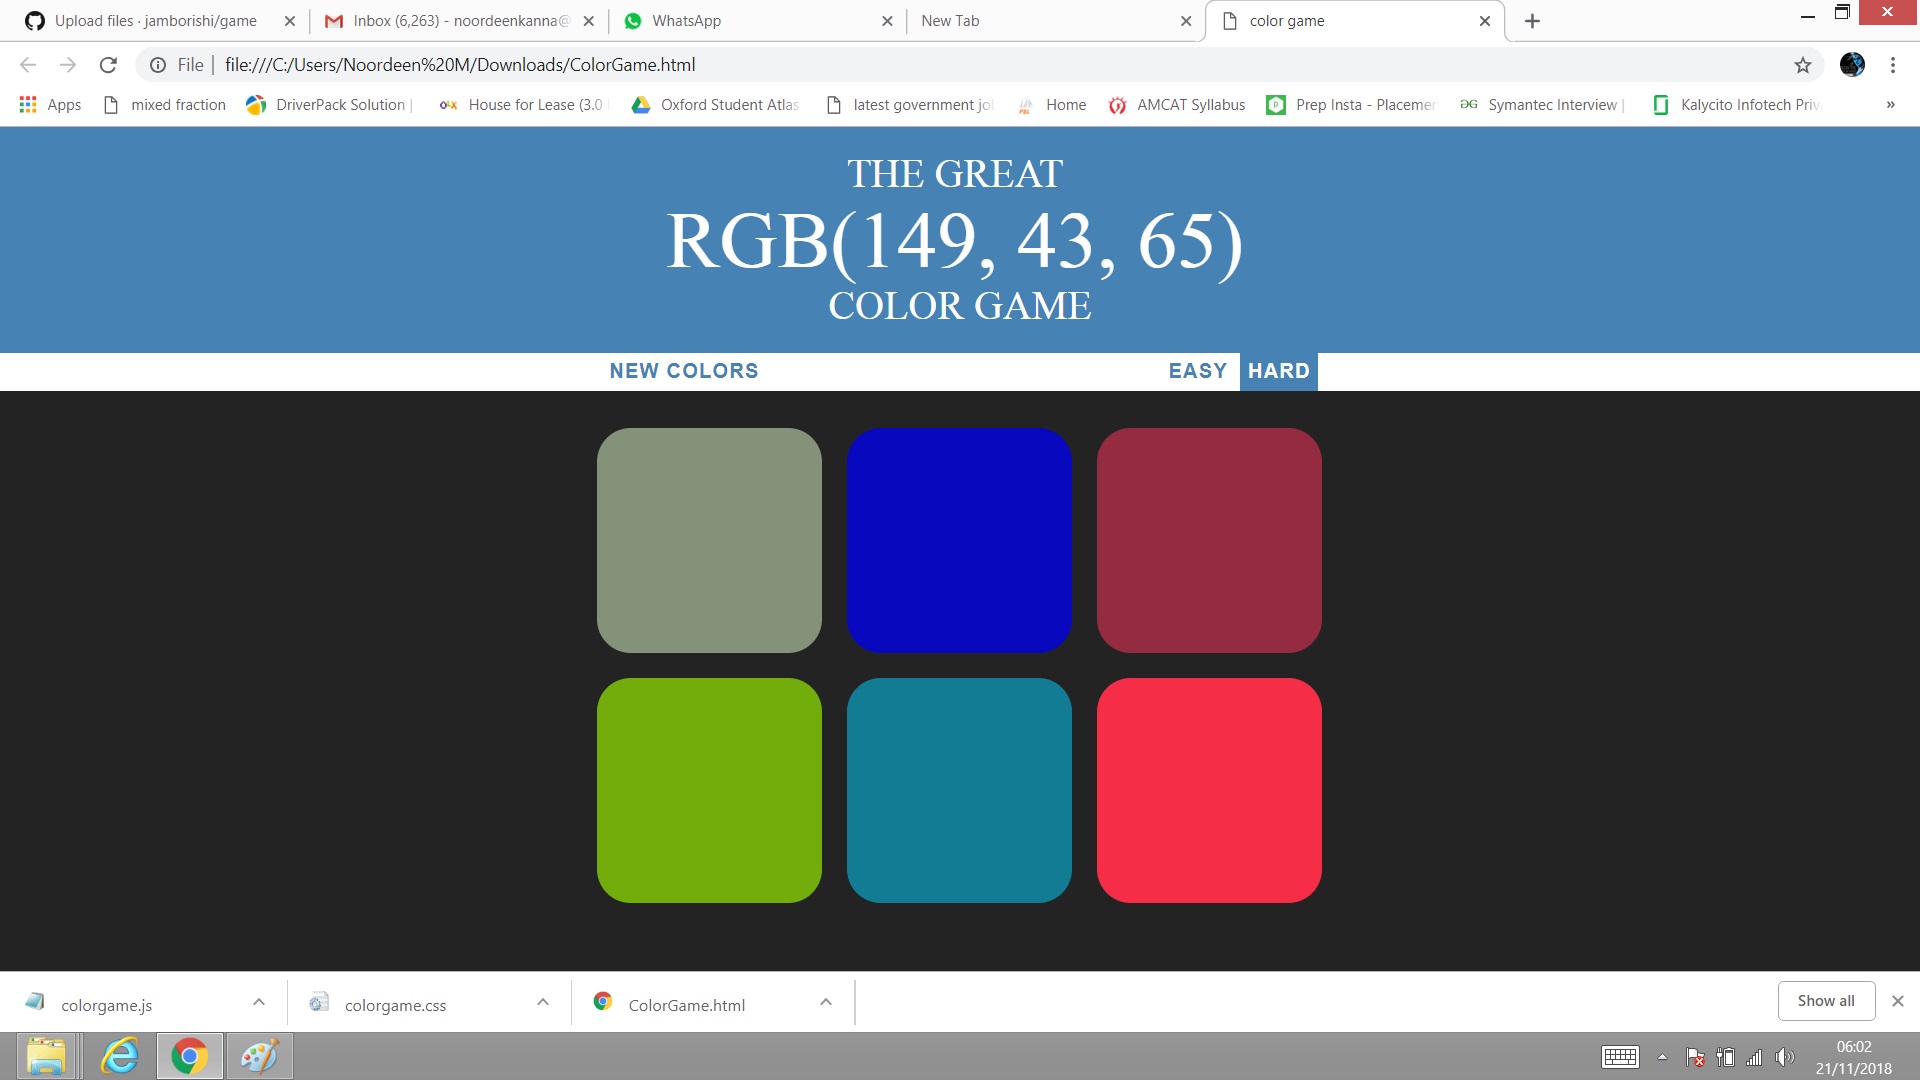 Upload files · jamborishi/game
Inbox (6,263) - noordeenkanna@
WhatsApp
New Tab
color game
File
file:///C:/Users/Noordeen%20M/Downloads/ColorGame.html
Apps
mixed fraction
DriverPack Solution |
OLX
House for Lease (3.0
Oxford Student Atlas
latest government jo
Home
AMCAT Syllabus
Prep Insta - Placemen
Symantec Interview |
Kalycito Infotech Priv
»
THE GREAT
RGB(149, 43, 65)
COLOR GAME
NEW COLORS
EASY
HARD
colorgame.js
colorgame.css
ColorGame.html
Show all
06:02
21/11/2018